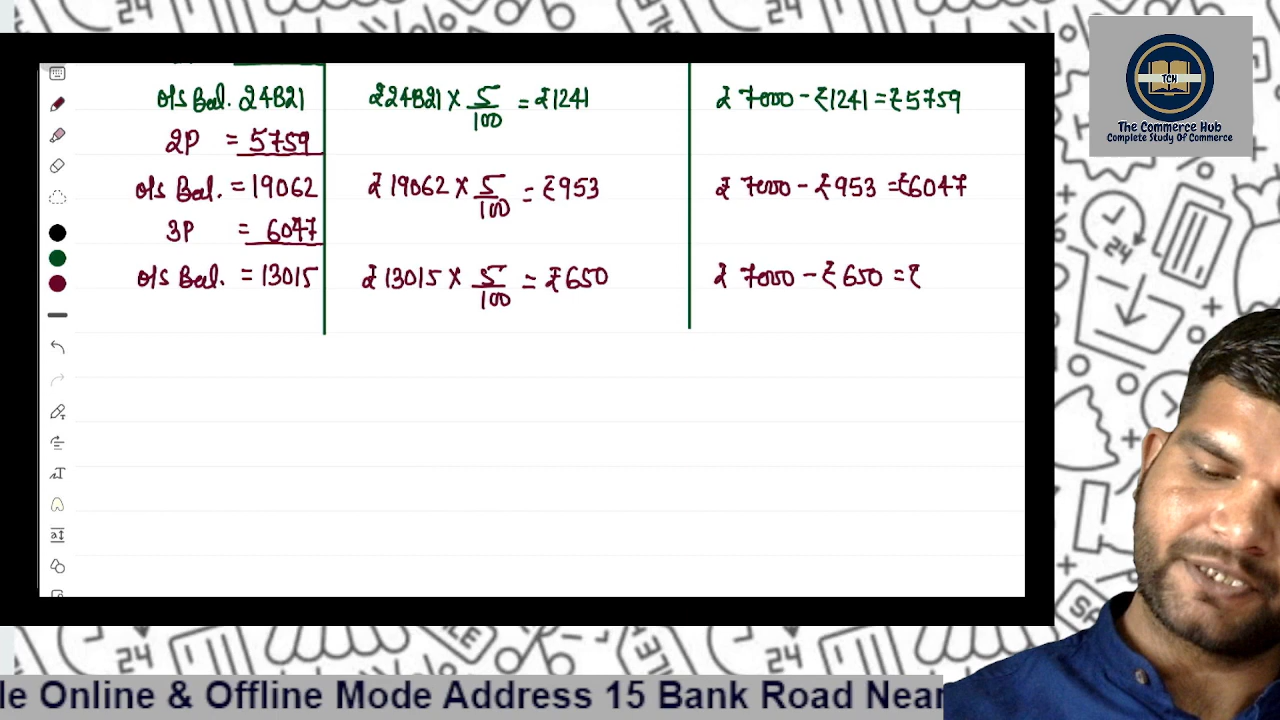 o/s Bal. 24821 ₹24821 × 5/100 = ₹1241 ₹ 7000 - ₹1241 = ₹5759
2P = 5759
o/s Bal. = 19062 ₹ 19062 × 5/100 = ₹953 ₹ 7000 - ₹953 = ₹6047
3P = 6047
o/s Bal. = 13015 ₹ 13015 × 5/100 = ₹650 ₹ 7000 - ₹650 = ₹
TCH
The Commerce Hub
Complete Study Of Commerce
le Online & Offline Mode Address 15 Bank Road Near